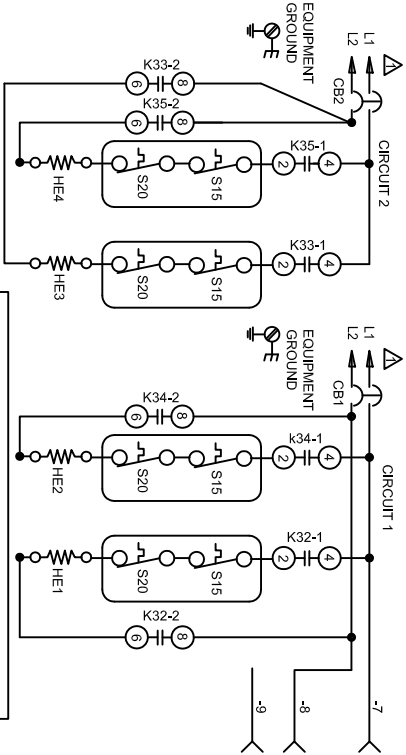 1
L1
L2
CB2
CIRCUIT 2
EQUIPMENT
GROUND
K33-2
6
8
K35-2
6
8
K35-1
2
4
S20
S15
HE4
K33-1
2
4
S20
S15
HE3
1
L1
L2
CB1
CIRCUIT 1
EQUIPMENT
GROUND
K34-2
6
8
k34-1
2
4
S20
S15
HE2
K32-1
2
4
S20
S15
HE1
K32-2
6
8
-7
-8
-9